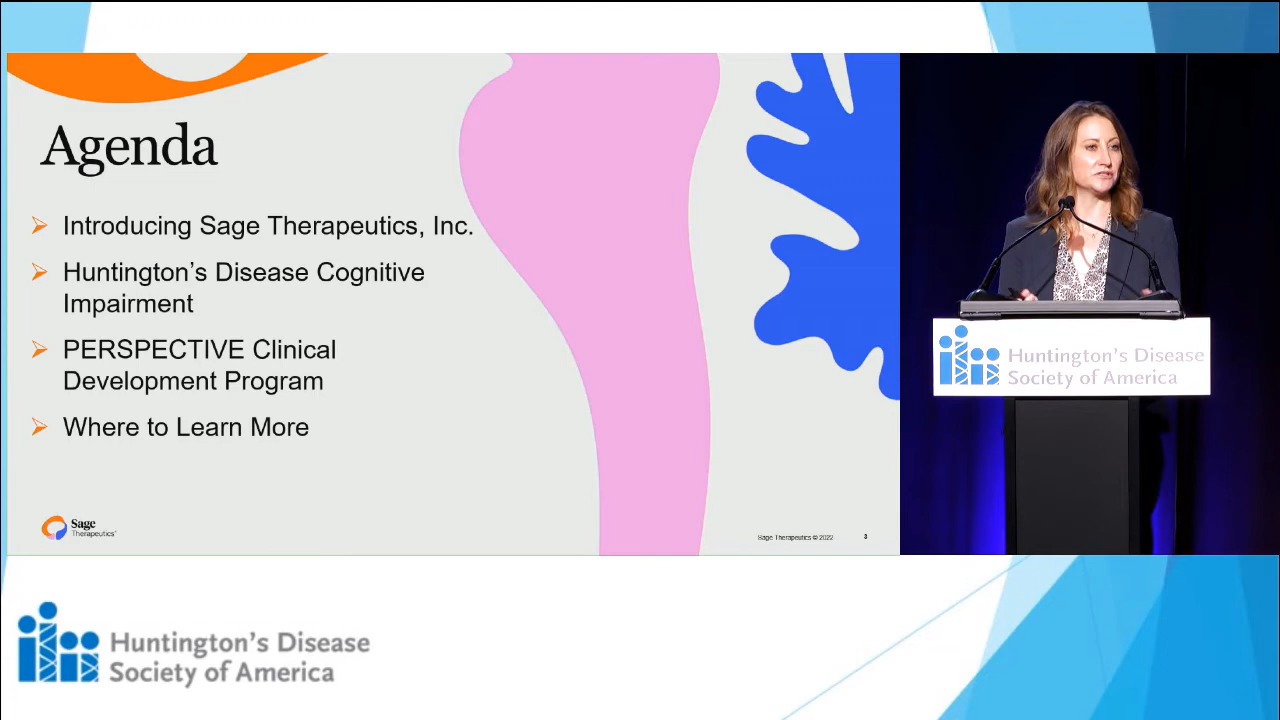 Agenda
Introducing Sage Therapeutics, Inc.
Huntington’s Disease Cognitive
Impairment
PERSPECTIVE Clinical
Development Program
Where to Learn More
Sage
Therapeutics™
Sage Therapeutics © 2022
3
Huntington’s Disease
Society of America
Huntington’s Disease
Society of America